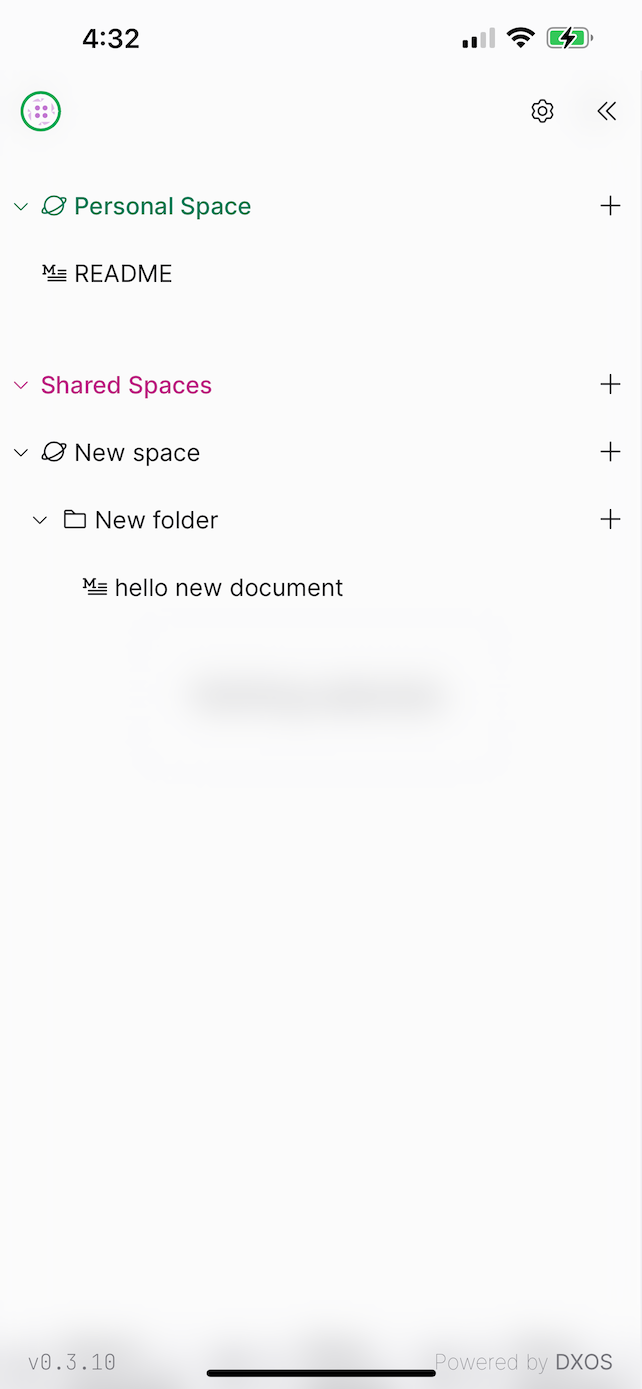 4:32
Personal Space
README
Shared Spaces
New space
New folder
hello new document
v0.3.10
Powered by DXOS